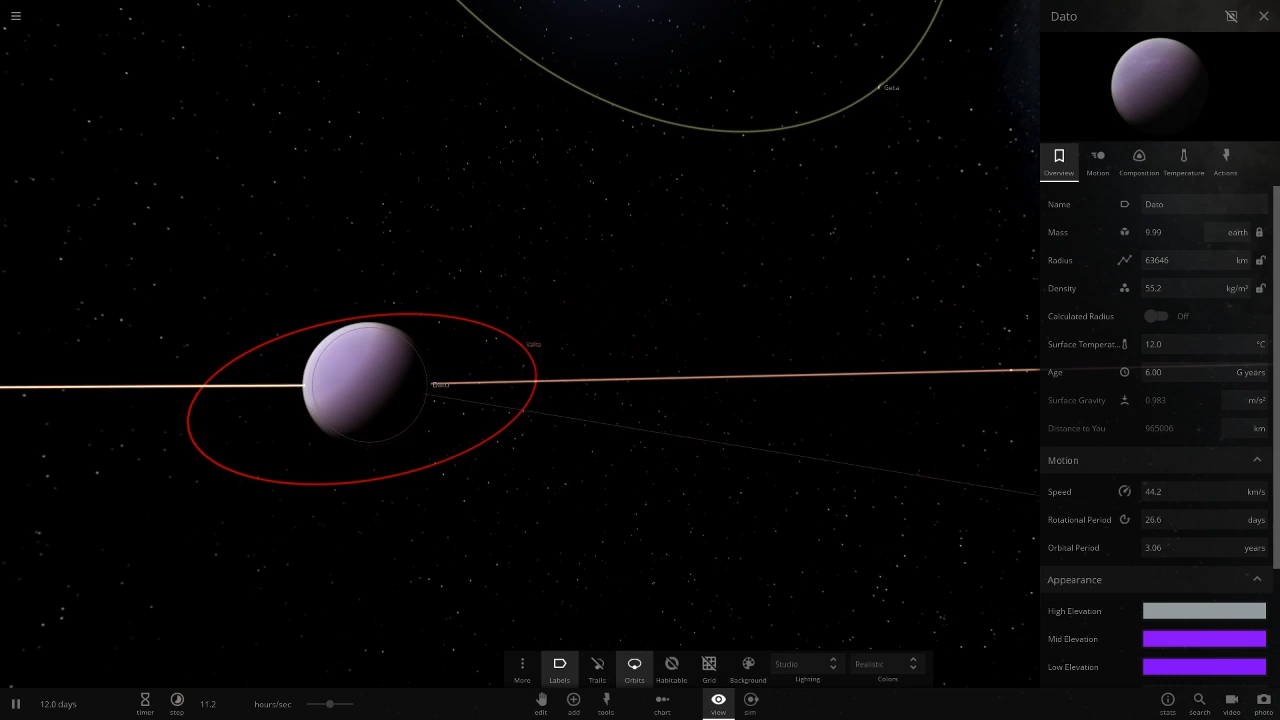 Dato
Geta
Overview Motion Composition Temperature Actions
Name Dato
Mass 9.99 earth
Radius 63646 km
Density 55.2 kg/m³
Calculated Radius Off
Surface Temperat... 12.0 °C
Valta
Age 6.00 G years
Dato
Surface Gravity 0.983 m/s²
Distance to You 965006 km
Motion
Speed 44.2 km/s
Rotational Period 26.6 days
Orbital Period 3.06 years
Appearance
High Elevation
Mid Elevation
Low Elevation
More Labels Trails Orbits Habitable Grid Background Studio Lighting Realistic Colors
12.0 days timer step 11.2 hours/sec edit add tools chart view sim stats search video photo